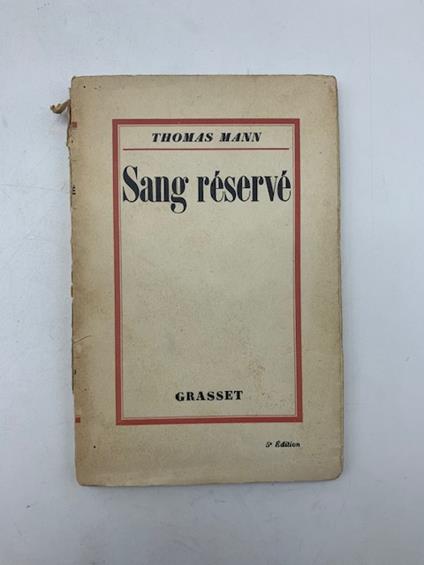 THOMAS MANN
Sang réservé
GRASSET
5e Édition